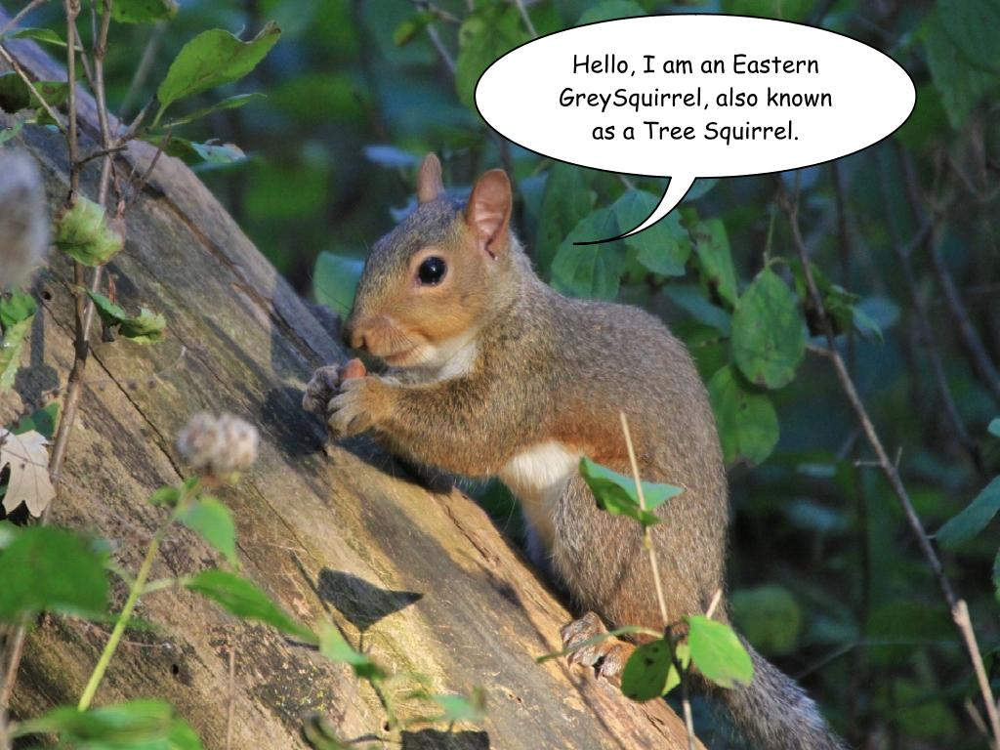 Hello, I am an Eastern
GreySquirrel, also known
as a Tree Squirrel.